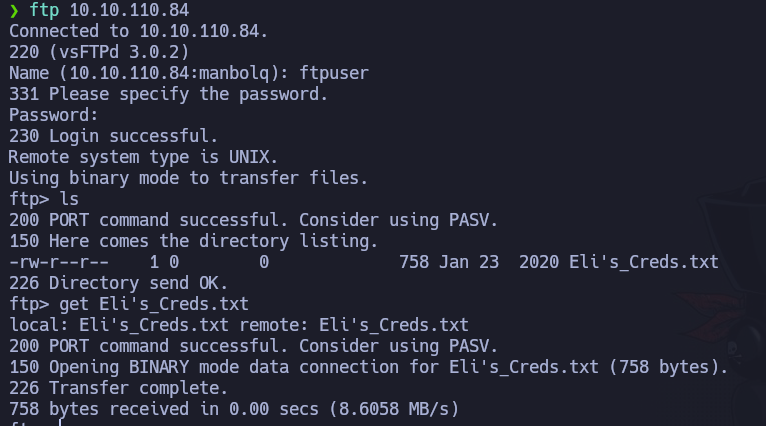 ❯ ftp 10.10.110.84
Connected to 10.10.110.84.
220 (vsFTPd 3.0.2)
Name (10.10.110.84:manbolq): ftpuser
331 Please specify the password.
Password:
230 Login successful.
Remote system type is UNIX.
Using binary mode to transfer files.
ftp> ls
200 PORT command successful. Consider using PASV.
150 Here comes the directory listing.
-rw-r--r--    1 0        0             758 Jan 23  2020 Eli's_Creds.txt
226 Directory send OK.
ftp> get Eli's_Creds.txt
local: Eli's_Creds.txt remote: Eli's_Creds.txt
200 PORT command successful. Consider using PASV.
150 Opening BINARY mode data connection for Eli's_Creds.txt (758 bytes).
226 Transfer complete.
758 bytes received in 0.00 secs (8.6058 MB/s)